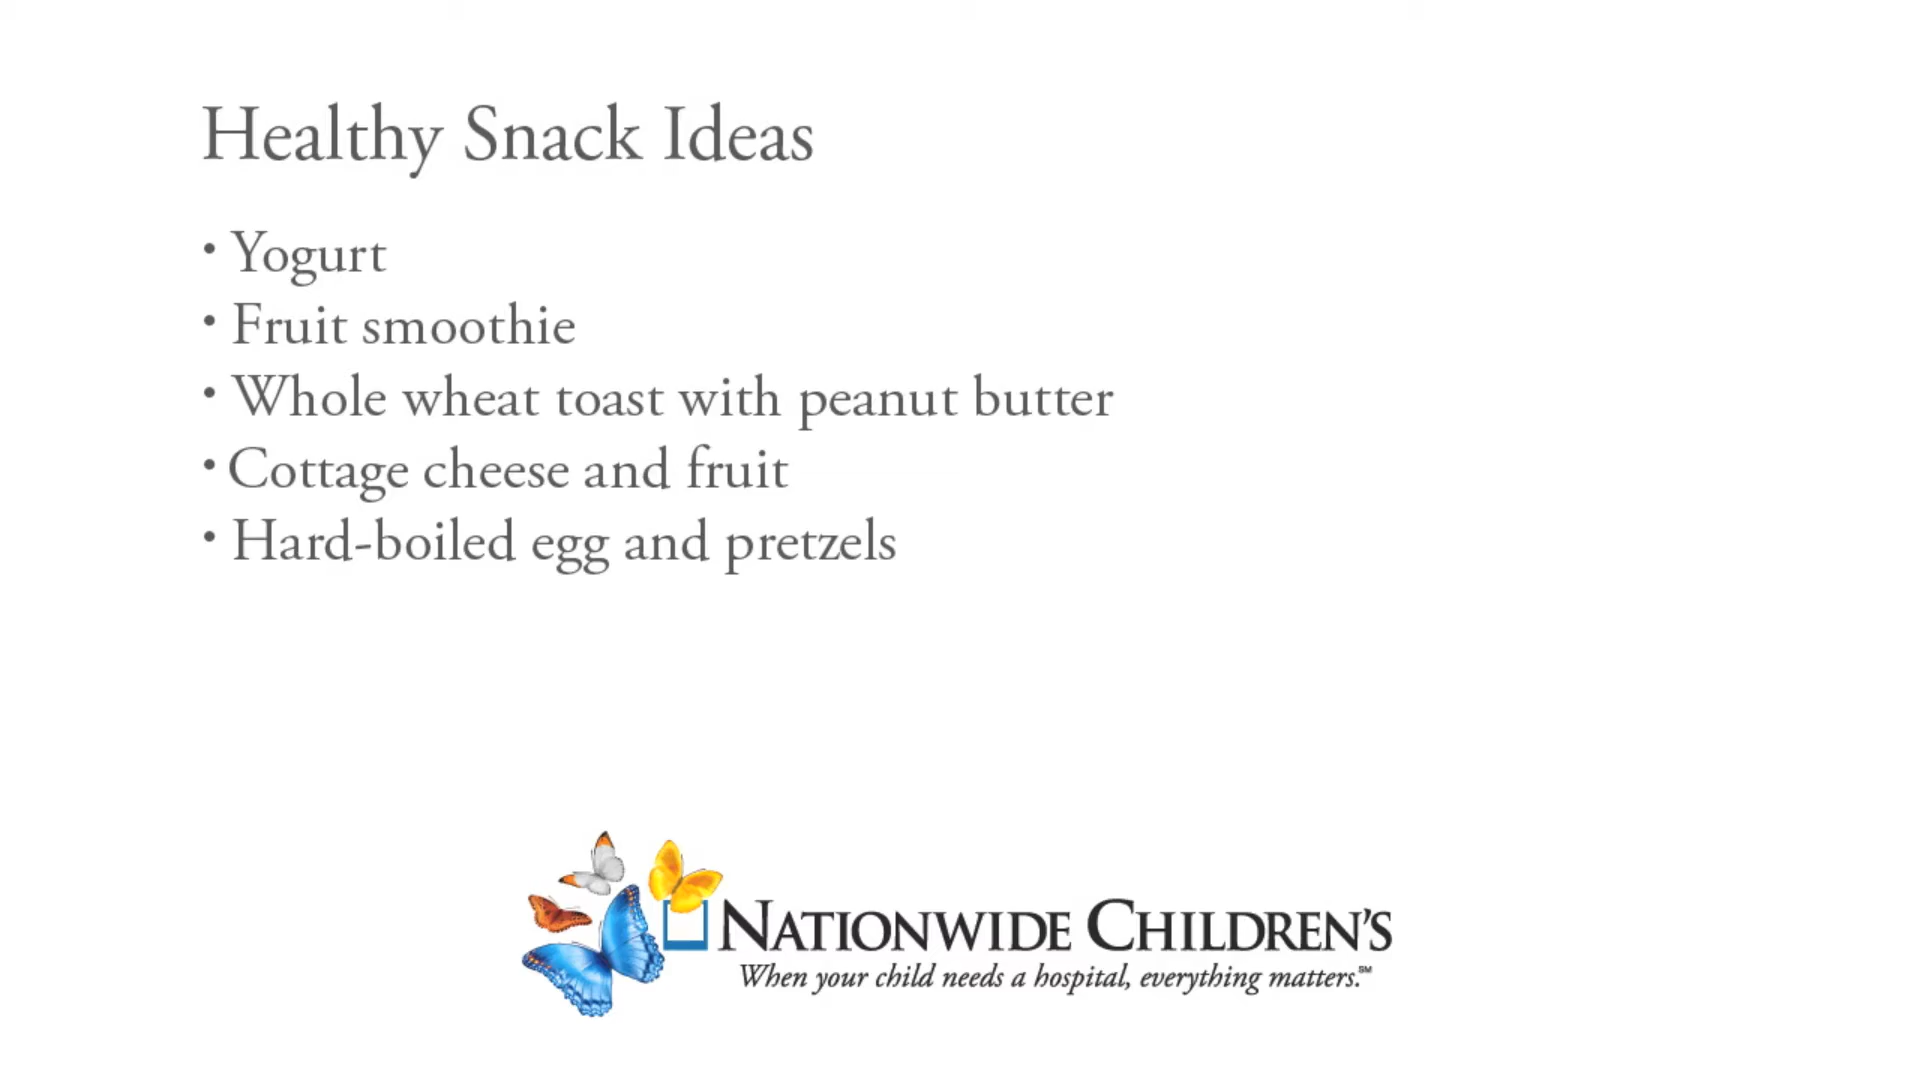 Healthy Snack Ideas
• Yogurt
• Fruit smoothie
• Whole wheat toast with peanut butter
• Cottage cheese and fruit
• Hard-boiled egg and pretzels
NATIONWIDE CHILDREN'S
When your child needs a hospital, everything matters.℠